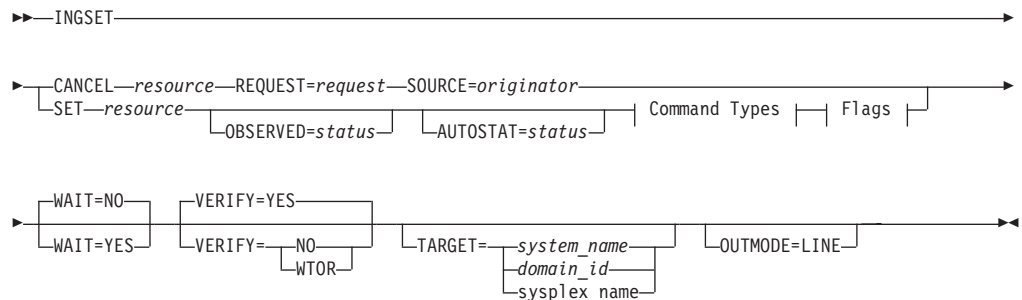 INGSET
CANCEL resource REQUEST=request SOURCE=originator
SET resource Command Types Flags
OBSERVED=status AUTOSTAT=status
WAIT=NO VERIFY=YES
WAIT=YES VERIFY= NO TARGET= system_name OUTMODE=LINE
WTOR domain_id
sysplex name